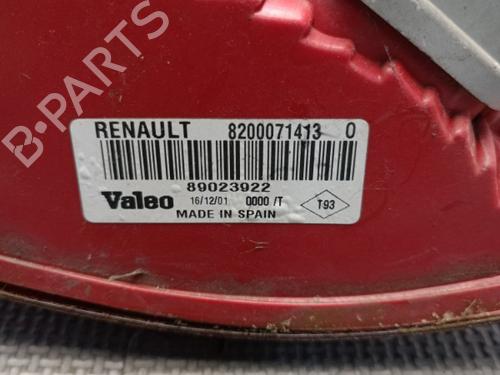 B-PARTS
RENAULT 8200071413 0
89023922
Valeo 16/12/01 0000 /T T93
MADE IN SPAIN